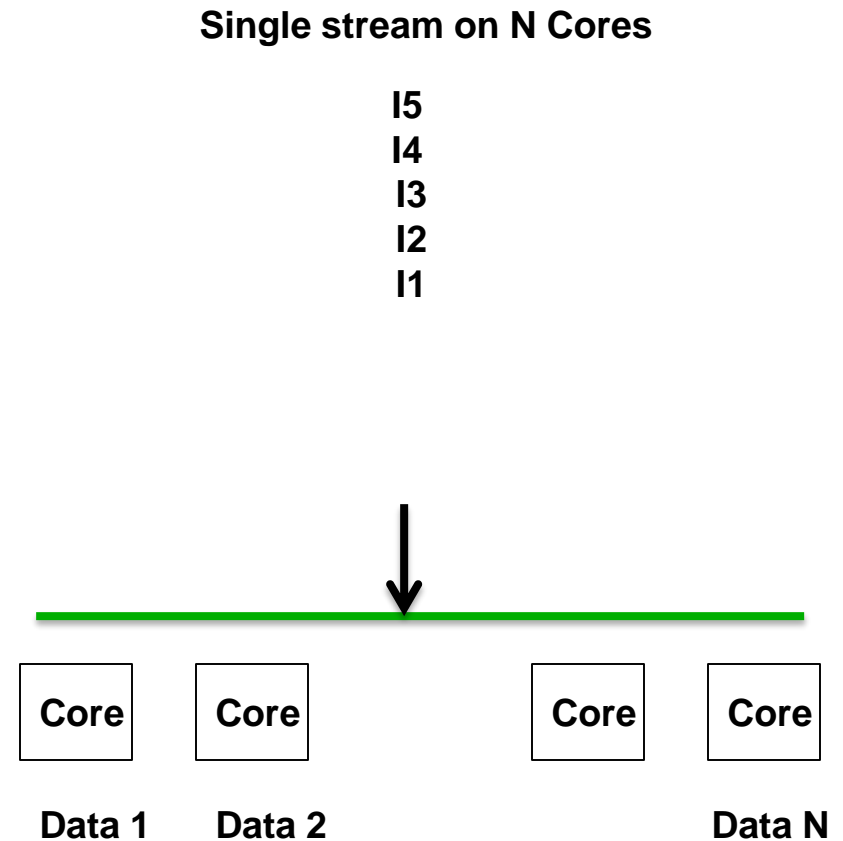 Single stream on N Cores
I5
I4
I3
I2
I1
Core Core Core Core
Data 1 Data 2 Data N